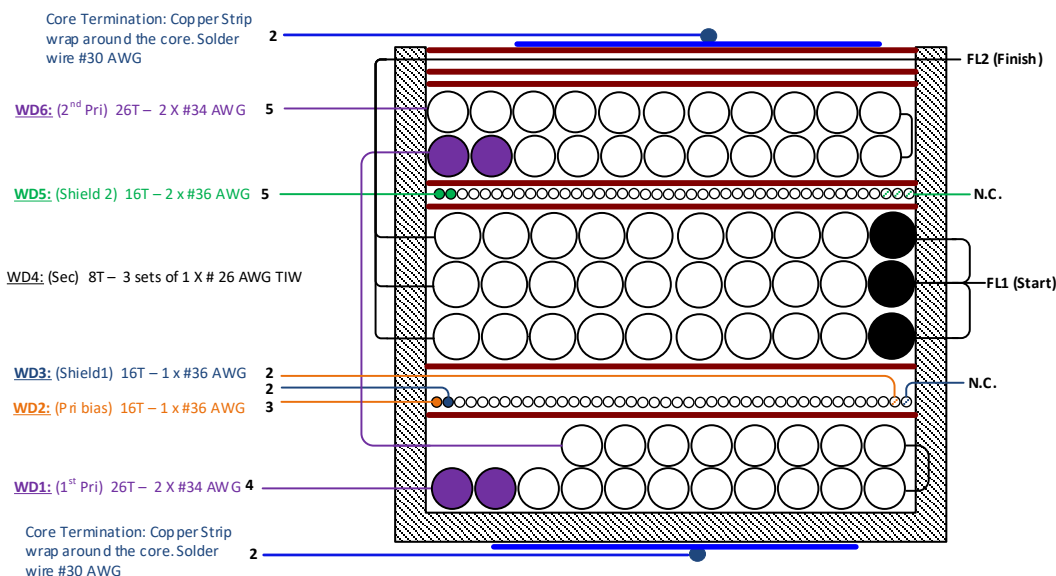 Core Termination: Copper Strip
wrap around the core. Solder
wire #30 AWG
2
FL2 (Finish)
WD6: (2nd Pri) 26T – 2 X #34 AWG 5
WD5: (Shield 2) 16T – 2 x #36 AWG 5
N.C.
WD4: (Sec) 8T – 3 sets of 1 X # 26 AWG TIW
FL1 (Start)
WD3: (Shield1) 16T – 1 x #36 AWG 2
2
N.C.
WD2: (Pri bias) 16T – 1 x #36 AWG 3
WD1: (1st Pri) 26T – 2 X #34 AWG 4
Core Termination: Copper Strip
wrap around the core. Solder
wire #30 AWG
2